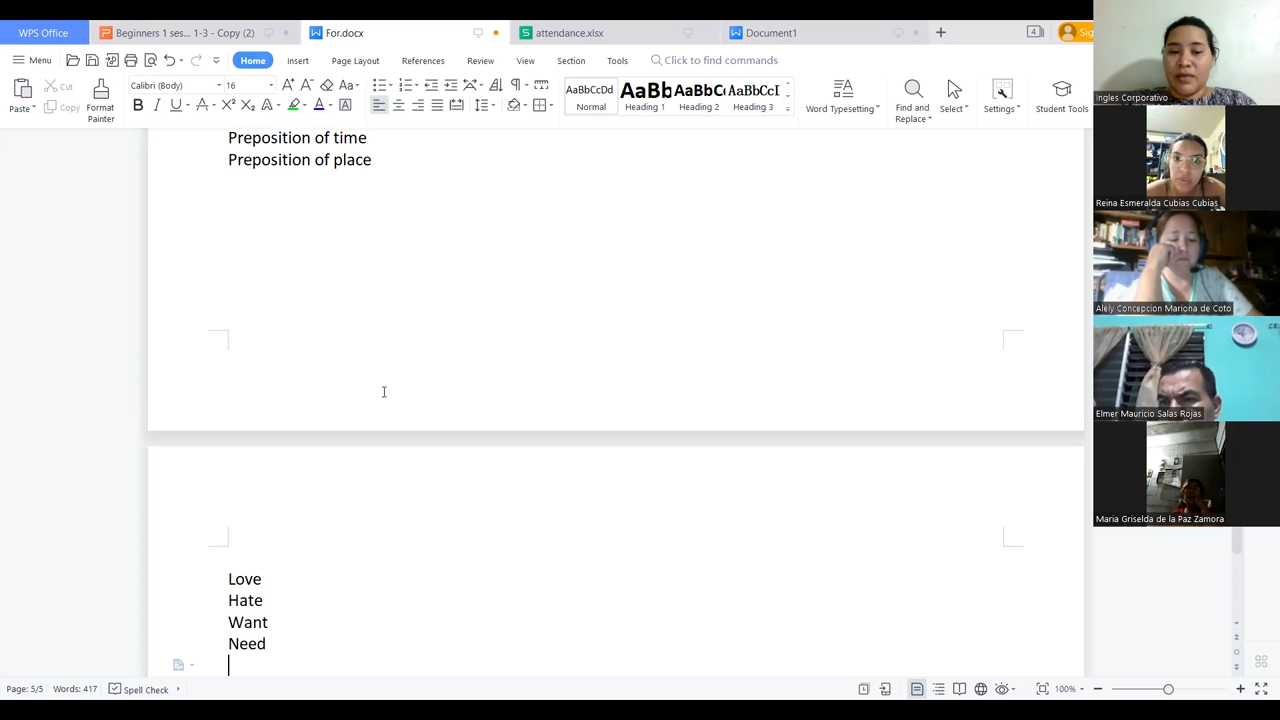 WPS Office
Beginners 1 ses... 1-3 - Copy (2)
For.docx
attendance.xlsx
Document1
Menu
Home
Insert
Page Layout
References
Review
View
Section
Tools
Click to find commands
Paste
Cut
Copy
Format
Painter
Calibri (Body)
16
AaBbCcDd
Normal
Heading 1
Heading 2
Heading 3
Word Typesetting
Find and
Replace
Select
Settings
Student Tools
Preposition of time
Preposition of place
Love
Hate
Want
Need
Page: 5/5
Words: 417
Spell Check
100%
Ingles Corporativo
Reina Esmeralda Cubias Cubias
Alely Concepcion Mariona de Coto
Elmer Mauricio Salas Rojas
Maria Griselda de la Paz Zamora